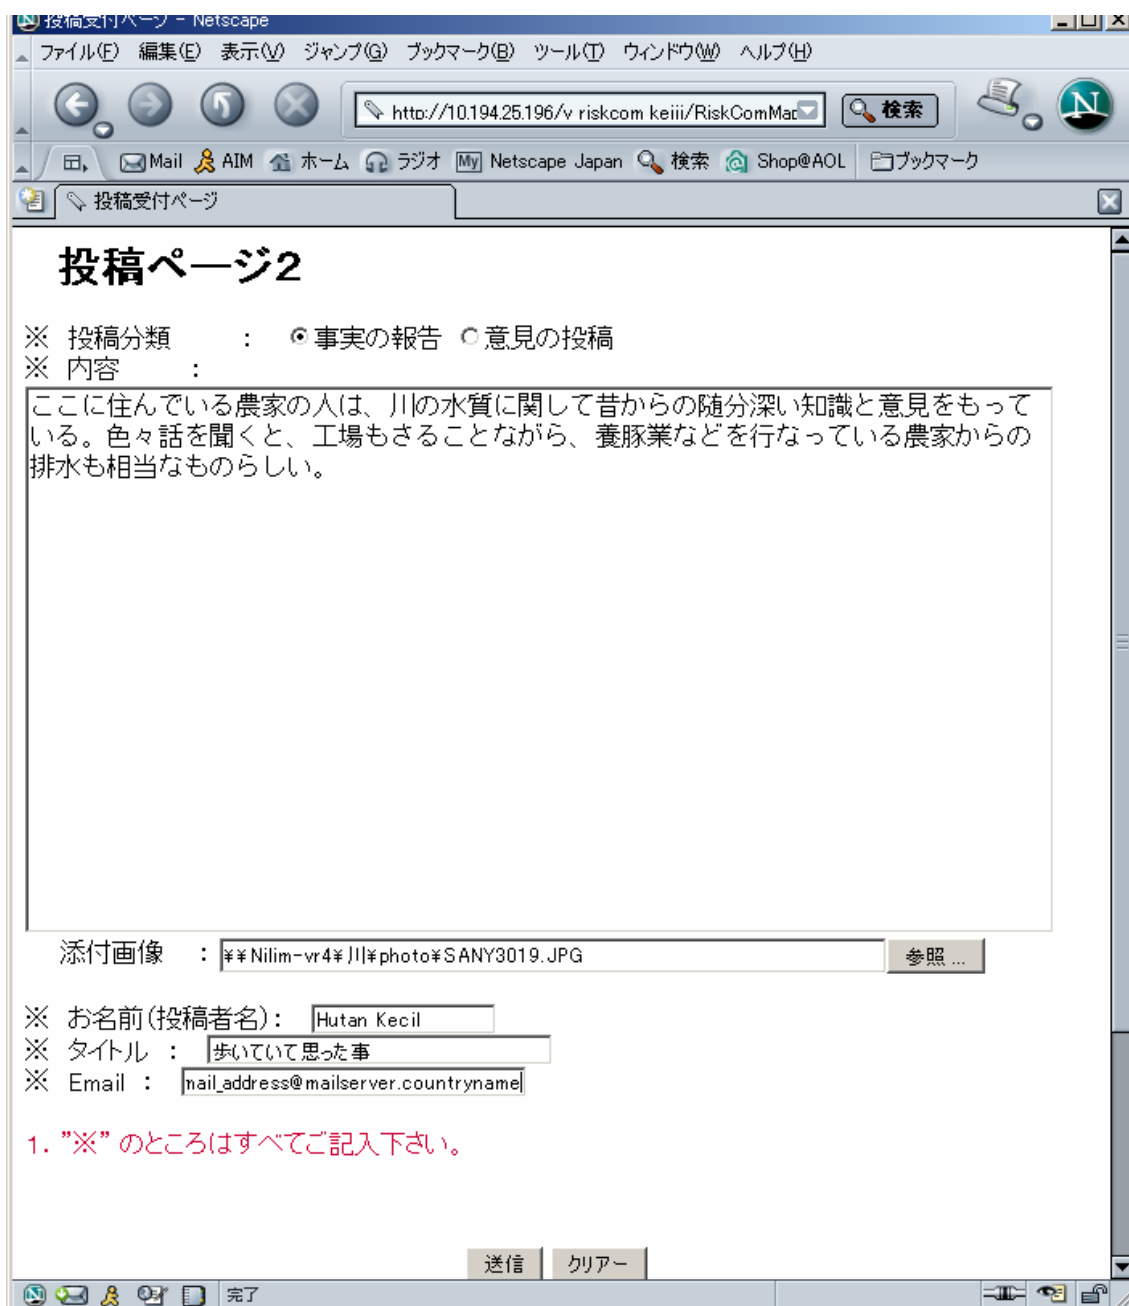 投稿受付ページ - Netscape
ファイル(F) 編集(E) 表示(V) ジャンプ(G) ブックマーク(B) ツール(T) ウィンドウ(W) ヘルプ(H)
http://10.194.25.196/v riskcom keiii/RiskComMac 検索 N
Mail AIM ホーム ラジオ My Netscape Japan 検索 Shop@AOL ブックマーク
投稿受付ページ
投稿ページ2
※ 投稿分類 : 事実の報告 意見の投稿
※ 内容 :
ここに住んでいる農家の人は、川の水質に関して昔からの随分深い知識と意見をもって
いる。色々話を聞くと、工場もさることながら、養豚業などを行なっている農家からの
排水も相当なものらしい。
添付画像 : ¥¥Nilim-vr4¥川¥photo¥SANY3019.JPG 参照 ...
※ お名前(投稿者名): Hutan Kecil
※ タイトル : 歩いていて思った事
※ Email : mail_address@mailserver.countryname
1. ”※” のところはすべてご記入下さい。
送信 クリアー
完了